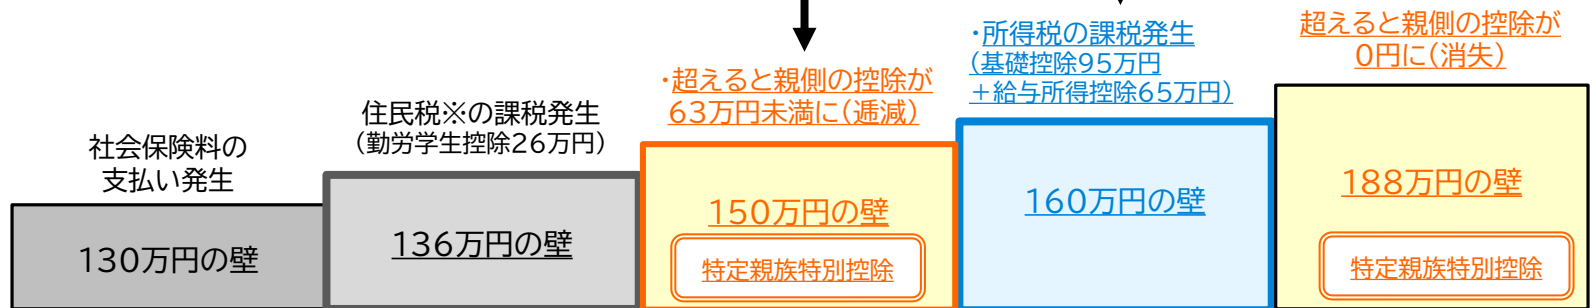 社会保険料の
支払い発生
130万円の壁
住民税※の課税発生
（勤労学生控除26万円）
136万円の壁
・超えると親側の控除が
63万円未満に（逓減）
150万円の壁
特定親族特別控除
・所得税の課税発生
（基礎控除95万円
＋給与所得控除65万円）
160万円の壁
超えると親側の控除が
0円に（消失）
188万円の壁
特定親族特別控除